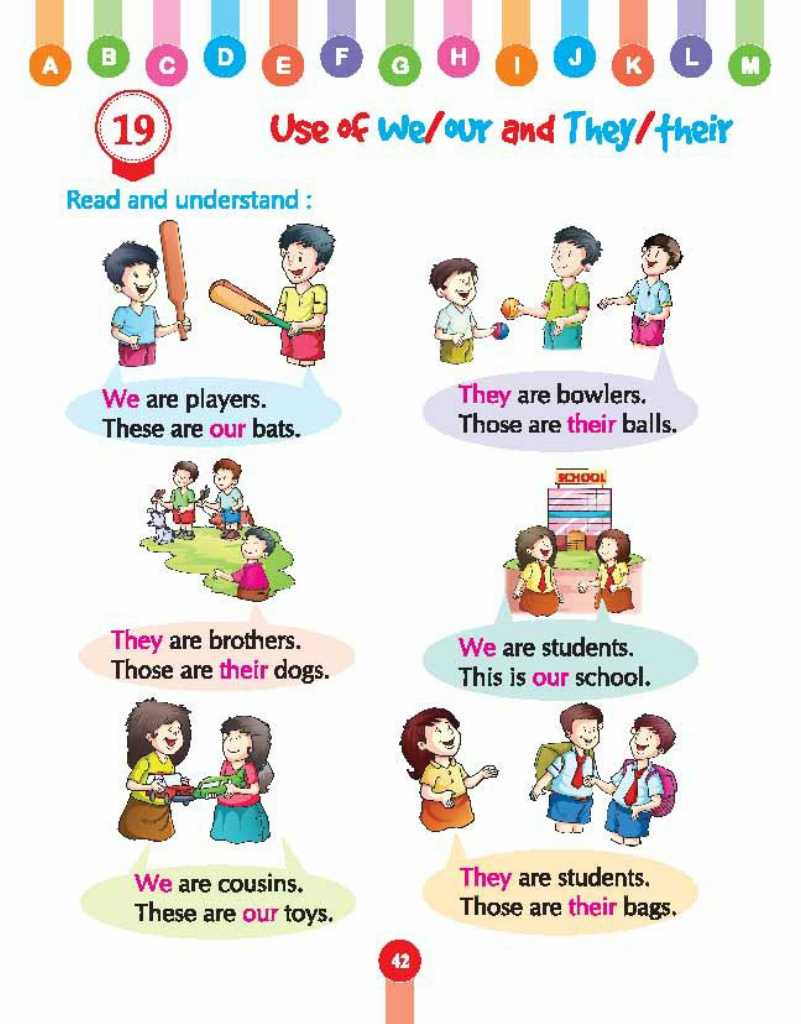 A B C D E F G H I J K L M
19
Use of We/our and They/their
Read and understand :
We are players.
These are our bats.
They are bowlers.
Those are their balls.
They are brothers.
Those are their dogs.
SCHOOL
We are students.
This is our school.
We are cousins.
These are our toys.
They are students.
Those are their bags.
42